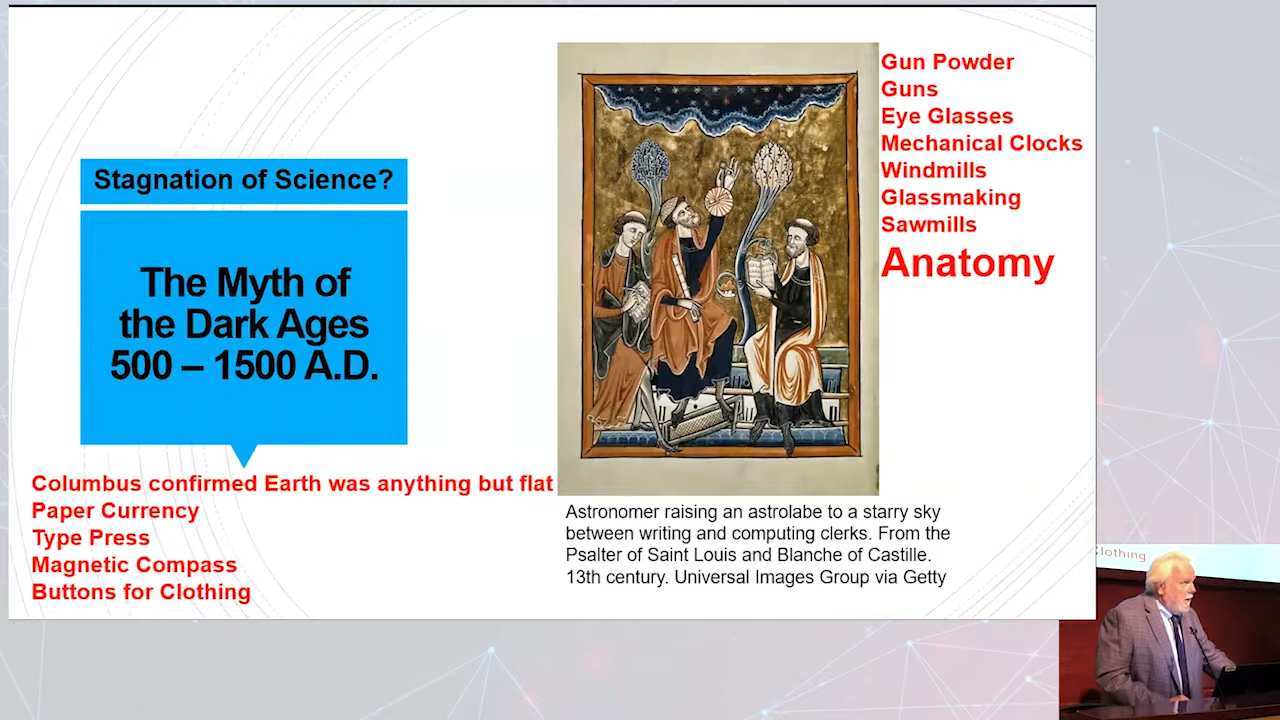 Stagnation of Science?
The Myth of
the Dark Ages
500 – 1500 A.D.
Columbus confirmed Earth was anything but flat
Paper Currency
Type Press
Magnetic Compass
Buttons for Clothing
Gun Powder
Guns
Eye Glasses
Mechanical Clocks
Windmills
Glassmaking
Sawmills
Anatomy
Astronomer raising an astrolabe to a starry sky
between writing and computing clerks. From the
Psalter of Saint Louis and Blanche of Castille.
13th century. Universal Images Group via Getty
Clothing